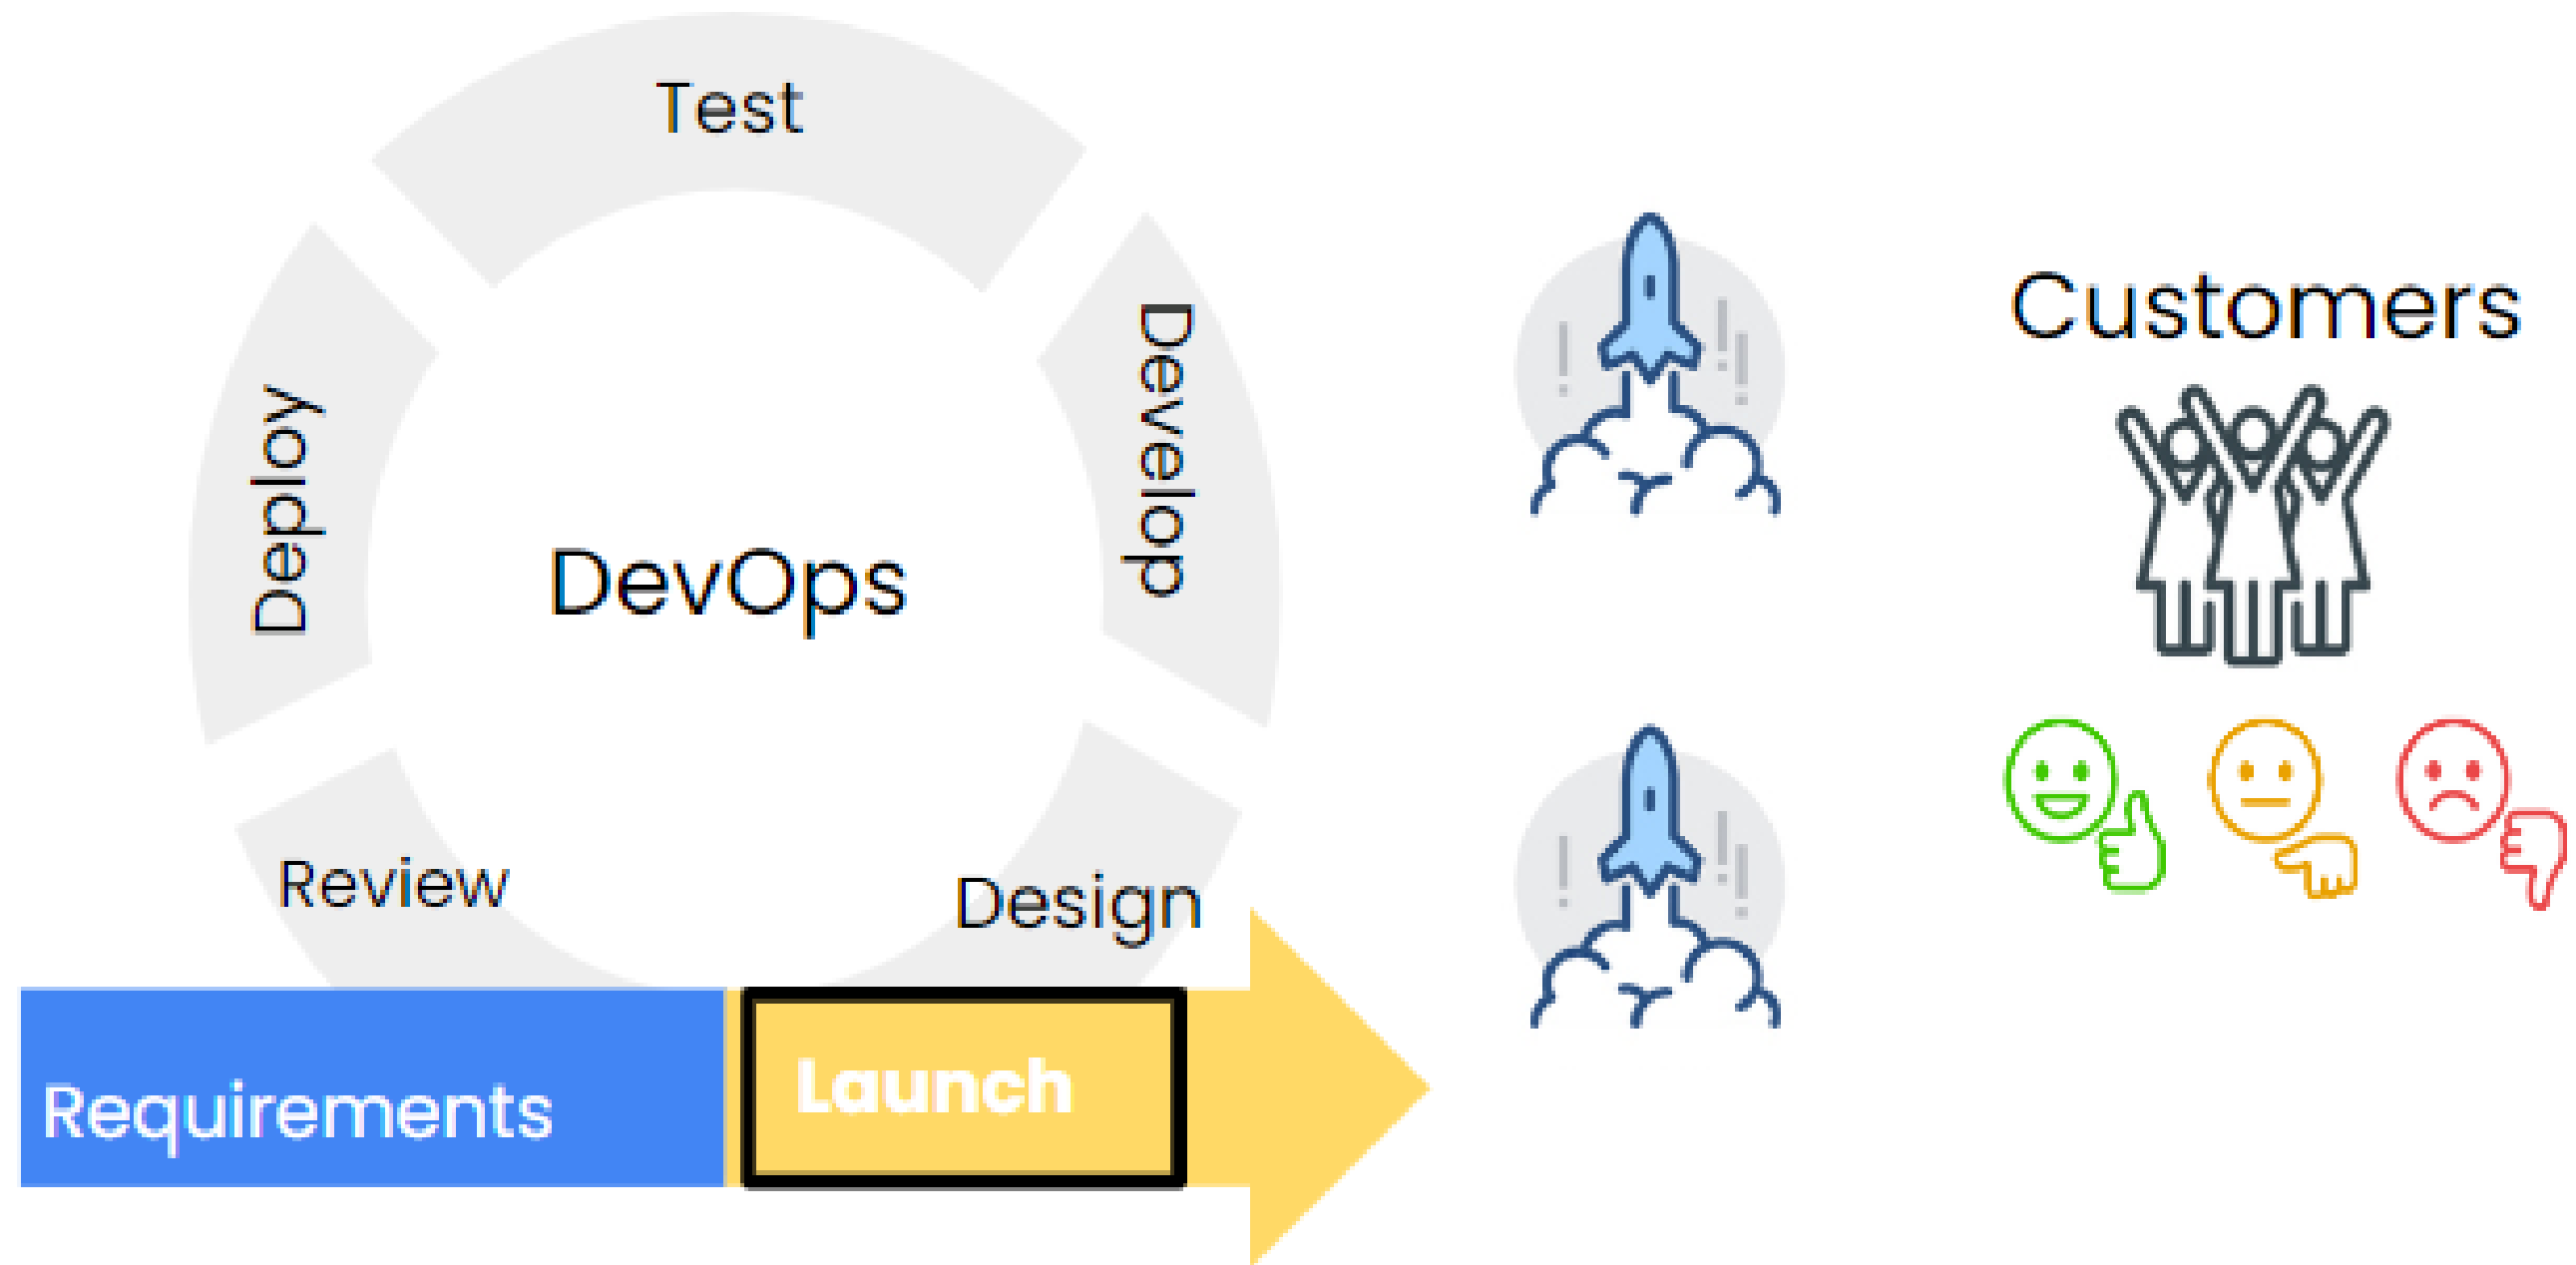 Test
Develop
Deploy
DevOps
Review
Design
Requirements
Launch
Customers